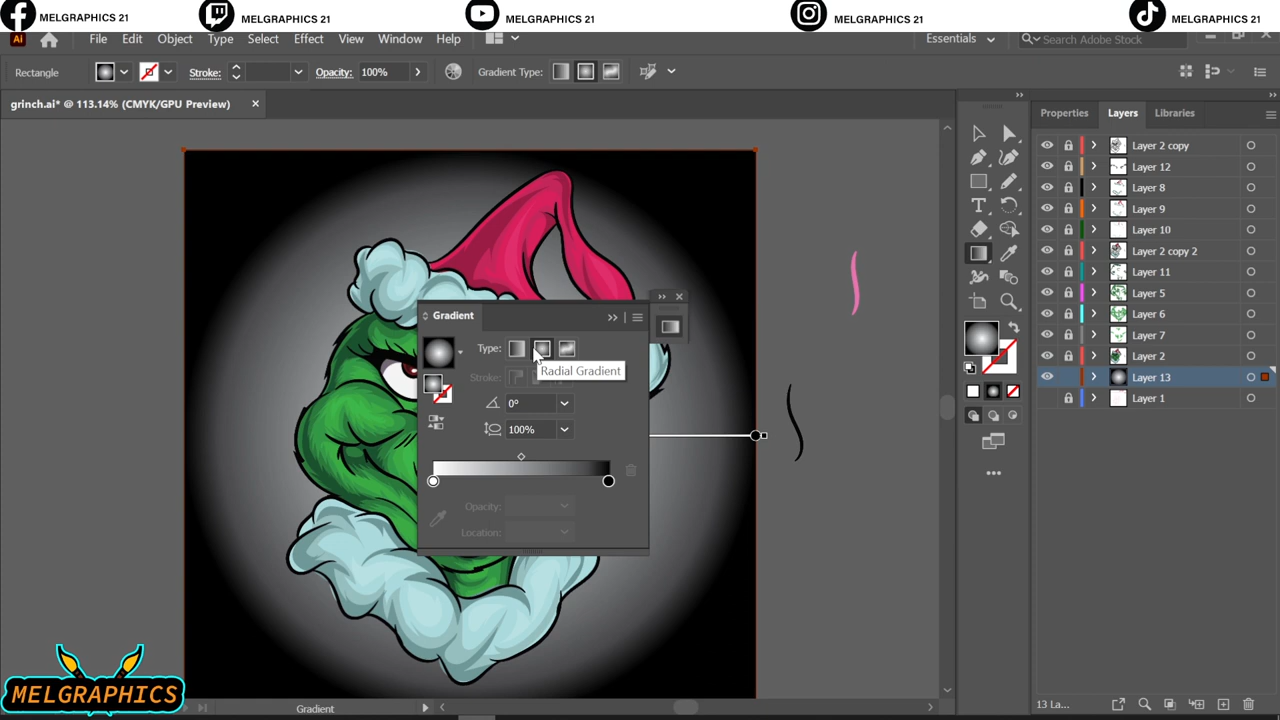 MELGRAPHICS 21 MELGRAPHICS 21 MELGRAPHICS 21 MELGRAPHICS 21 MELGRAPHICS 21
Ai File Edit Object Type Select Effect View Window Help Essentials Search Adobe Stock
Rectangle Stroke: Opacity: 100% Gradient Type:
grinch.ai* @ 113.14% (CMYK/GPU Preview)
Properties Layers Libraries
Layer 2 copy
Layer 12
Layer 8
Layer 9
Layer 10
Layer 2 copy 2
Layer 11
Layer 5
Layer 6
Layer 7
Layer 2
Layer 13
Layer 1
Gradient
Type:
Radial Gradient
Stroke:
0°
100%
Opacity:
Location:
MELGRAPHICS
Gradient
13 La...